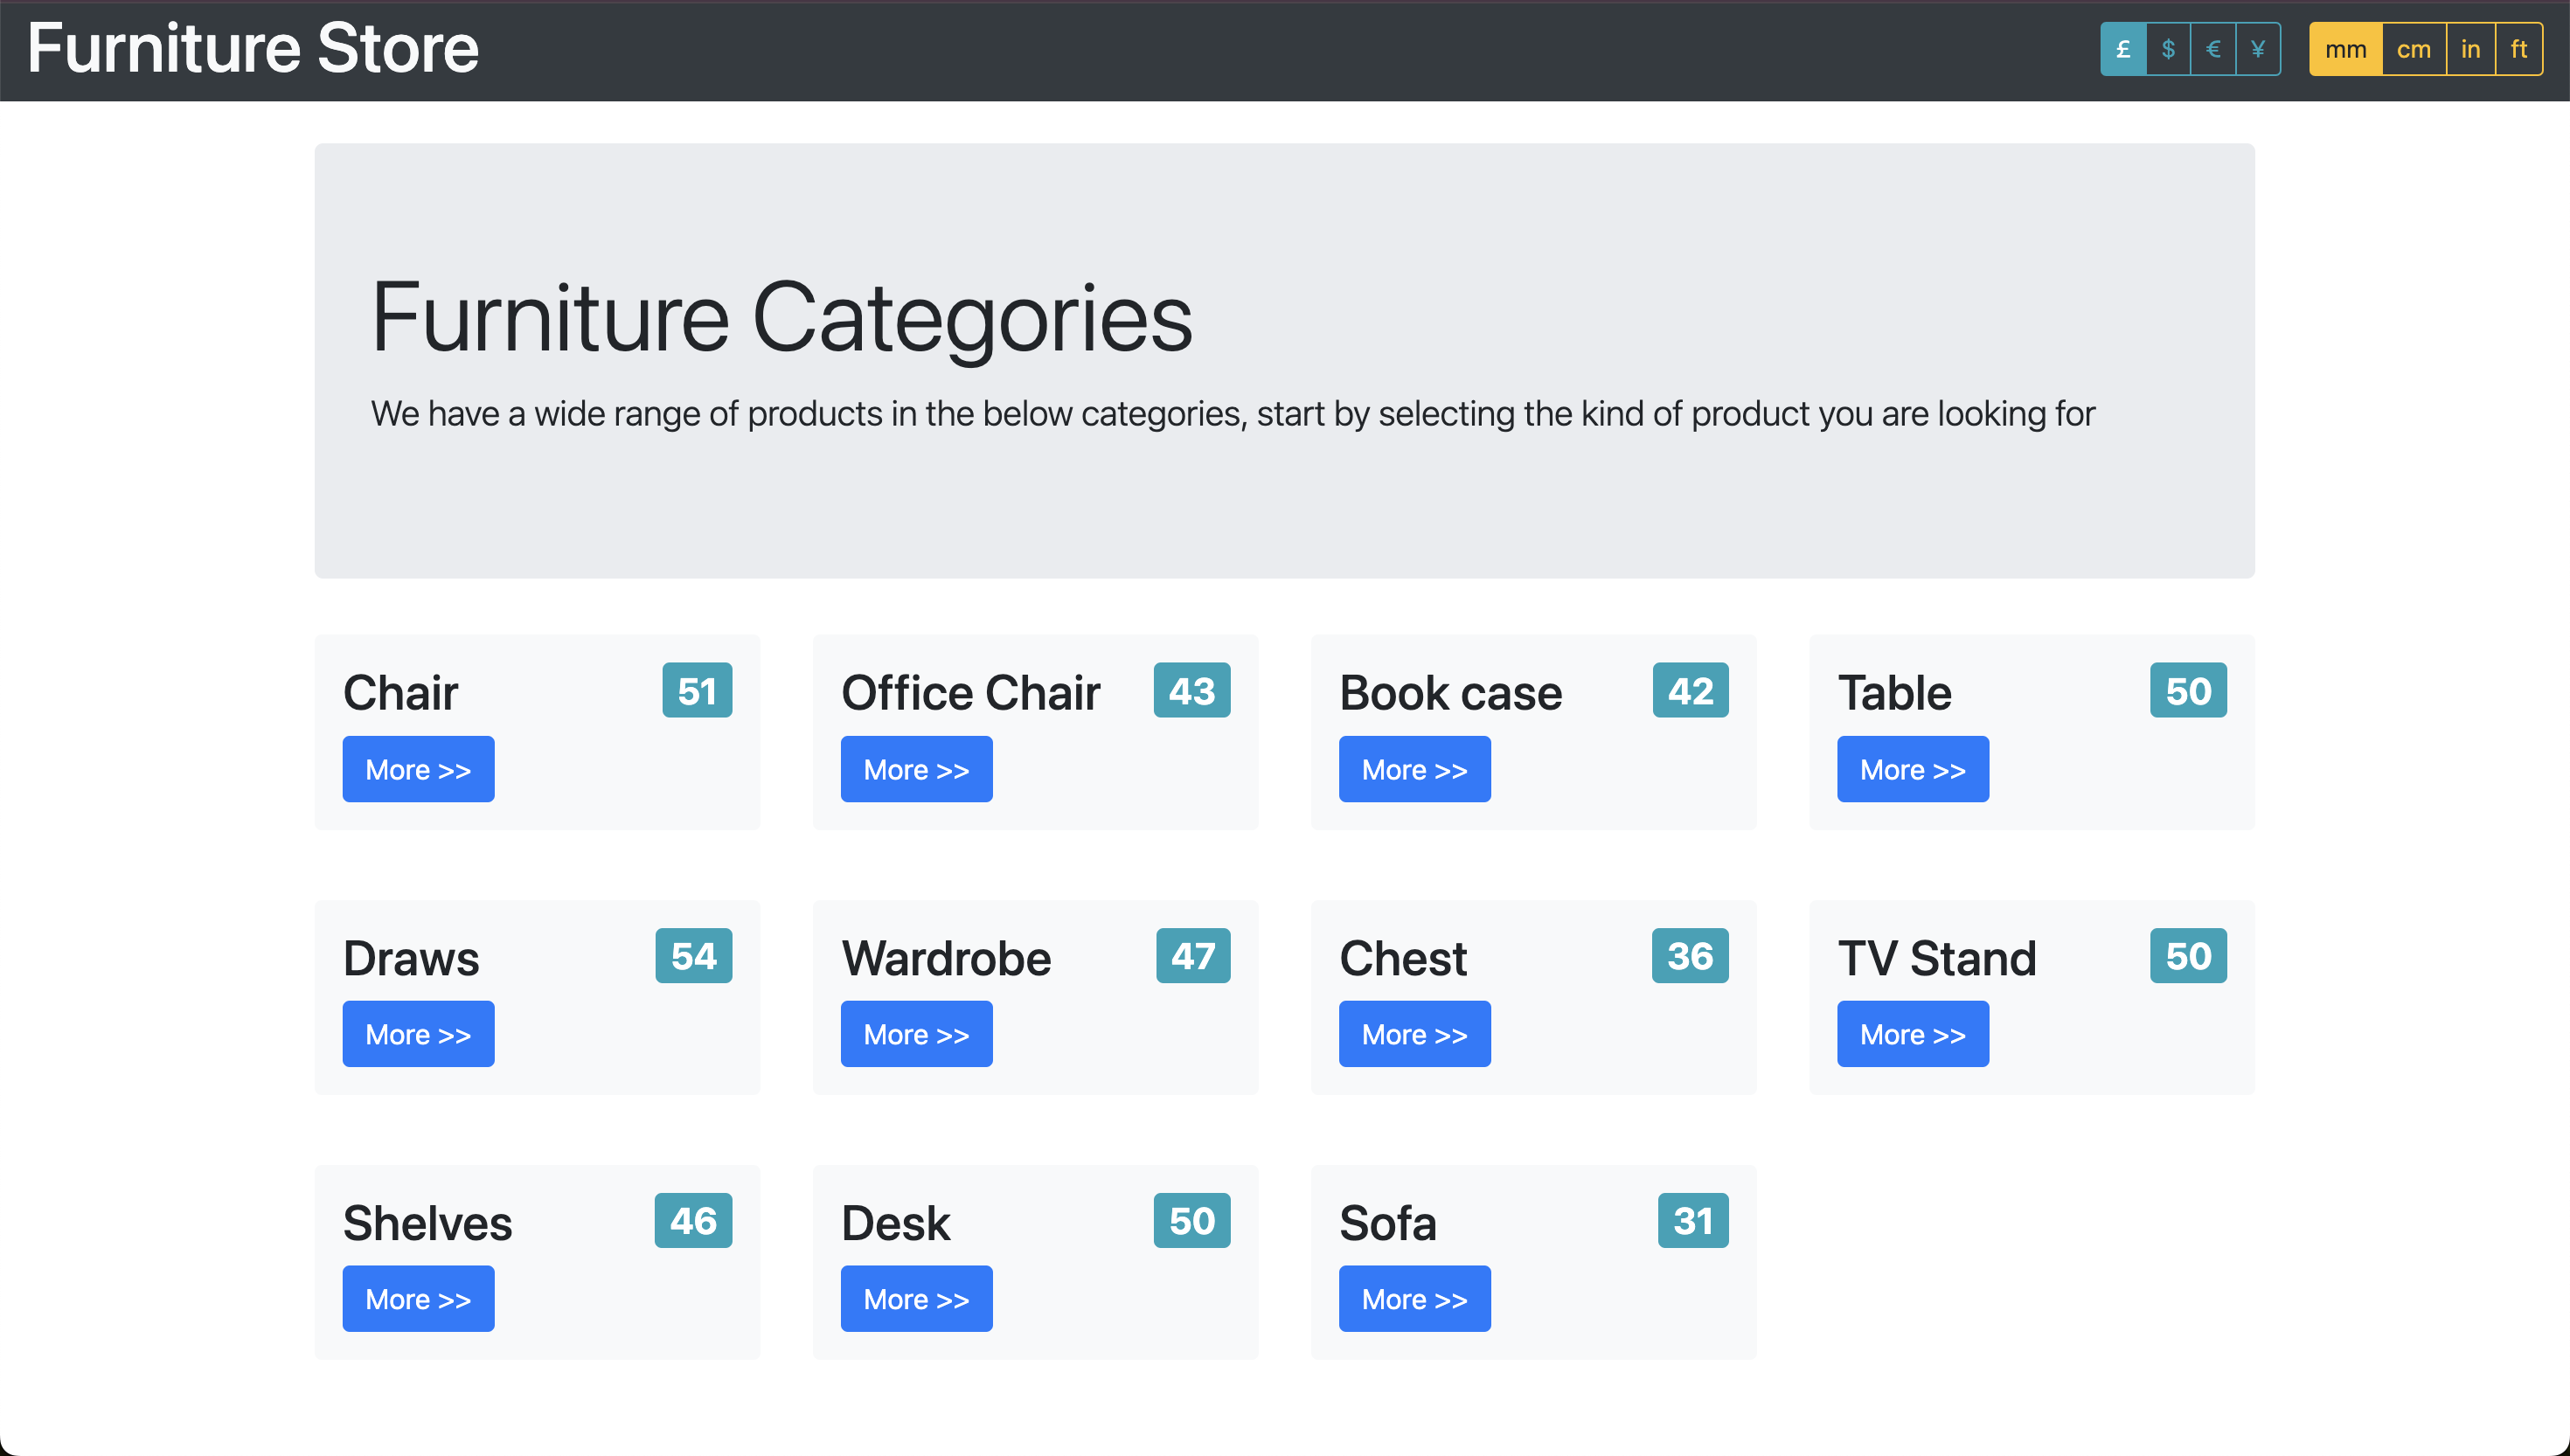 Furniture Store
£ $ € ¥ mm cm in ft
Furniture Categories
We have a wide range of products in the below categories, start by selecting the kind of product you are looking for
Chair 51
More >>
Office Chair 43
More >>
Book case 42
More >>
Table 50
More >>
Draws 54
More >>
Wardrobe 47
More >>
Chest 36
More >>
TV Stand 50
More >>
Shelves 46
More >>
Desk 50
More >>
Sofa 31
More >>